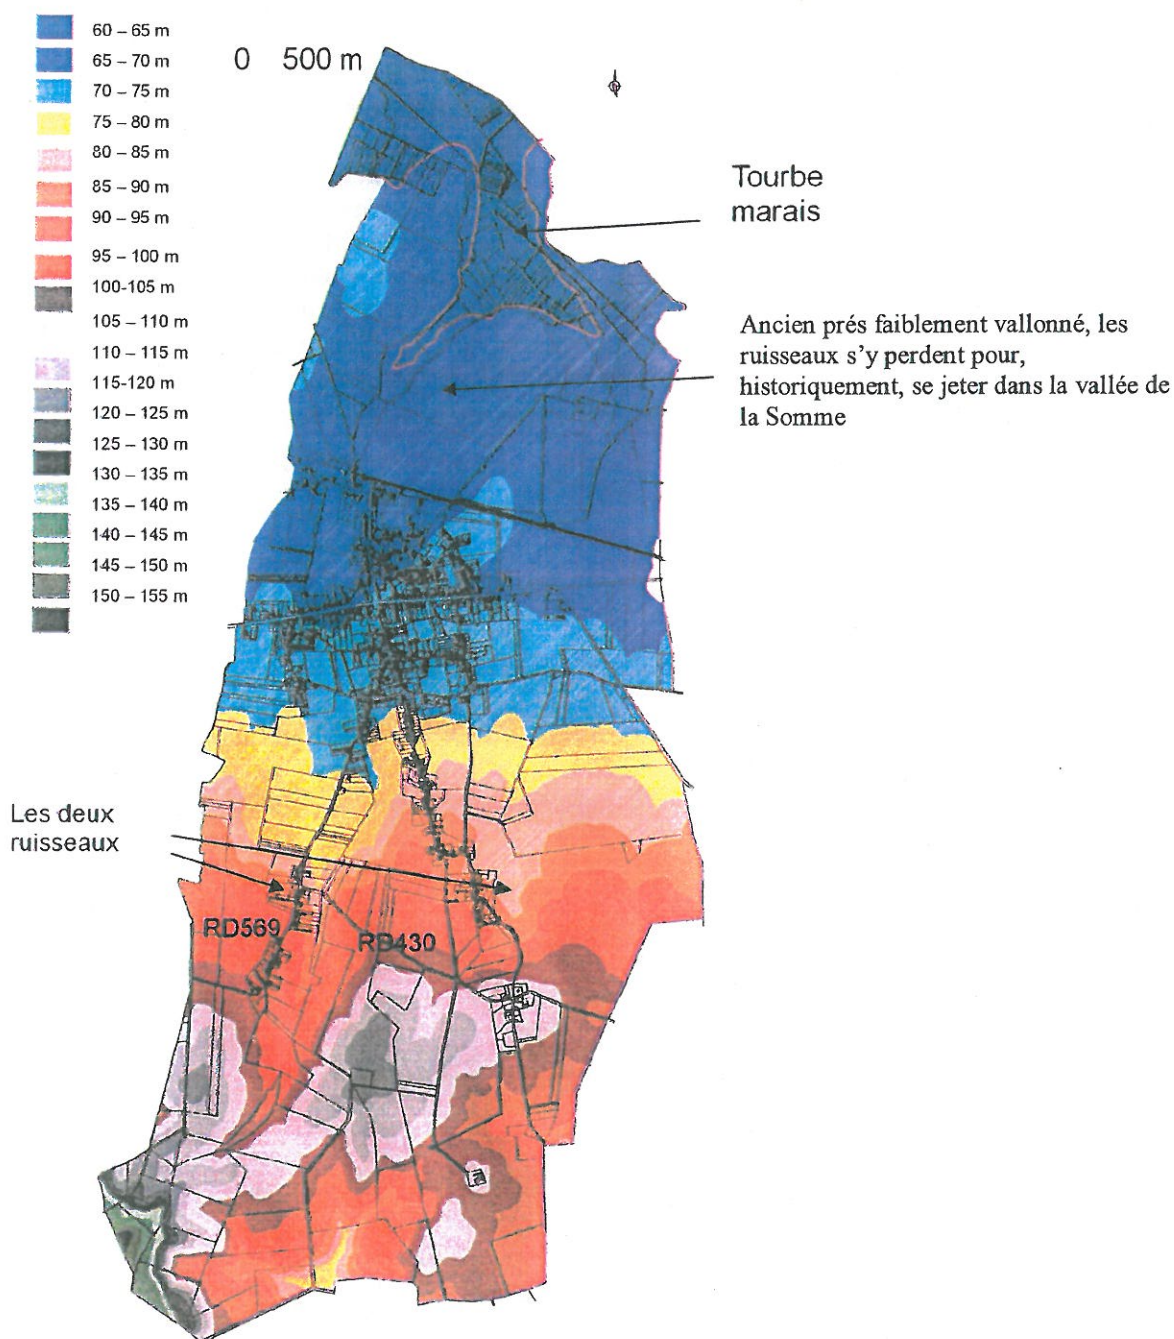 60 – 65 m
65 – 70 m
70 – 75 m
75 – 80 m
80 – 85 m
85 – 90 m
90 – 95 m
95 – 100 m
100-105 m
105 – 110 m
110 – 115 m
115-120 m
120 – 125 m
125 – 130 m
130 – 135 m
135 – 140 m
140 – 145 m
145 – 150 m
150 – 155 m
0 500 m
Tourbe
marais
Ancien prés faiblement vallonné, les
ruisseaux s’y perdent pour,
historiquement, se jeter dans la vallée de
la Somme
Les deux
ruisseaux
RD569
RD430